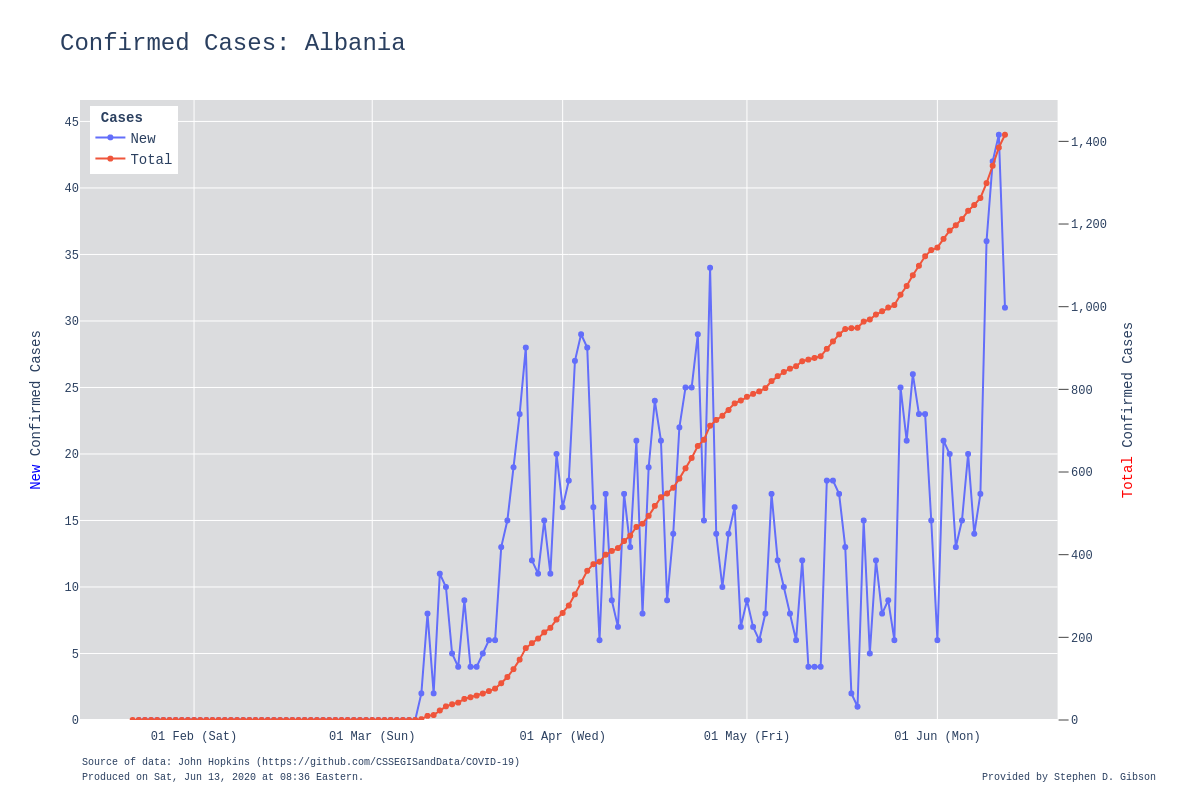 Confirmed Cases: Albania
Cases
New
Total
45
40
35
30
25
20
15
10
5
0
1,400
1,200
1,000
800
600
400
200
0
New Confirmed Cases
Total Confirmed Cases
01 Feb (Sat)
01 Mar (Sun)
01 Apr (Wed)
01 May (Fri)
01 Jun (Mon)
Source of data: John Hopkins (https://github.com/CSSEGISandData/COVID-19)
Produced on Sat, Jun 13, 2020 at 08:36 Eastern.
Provided by Stephen D. Gibson